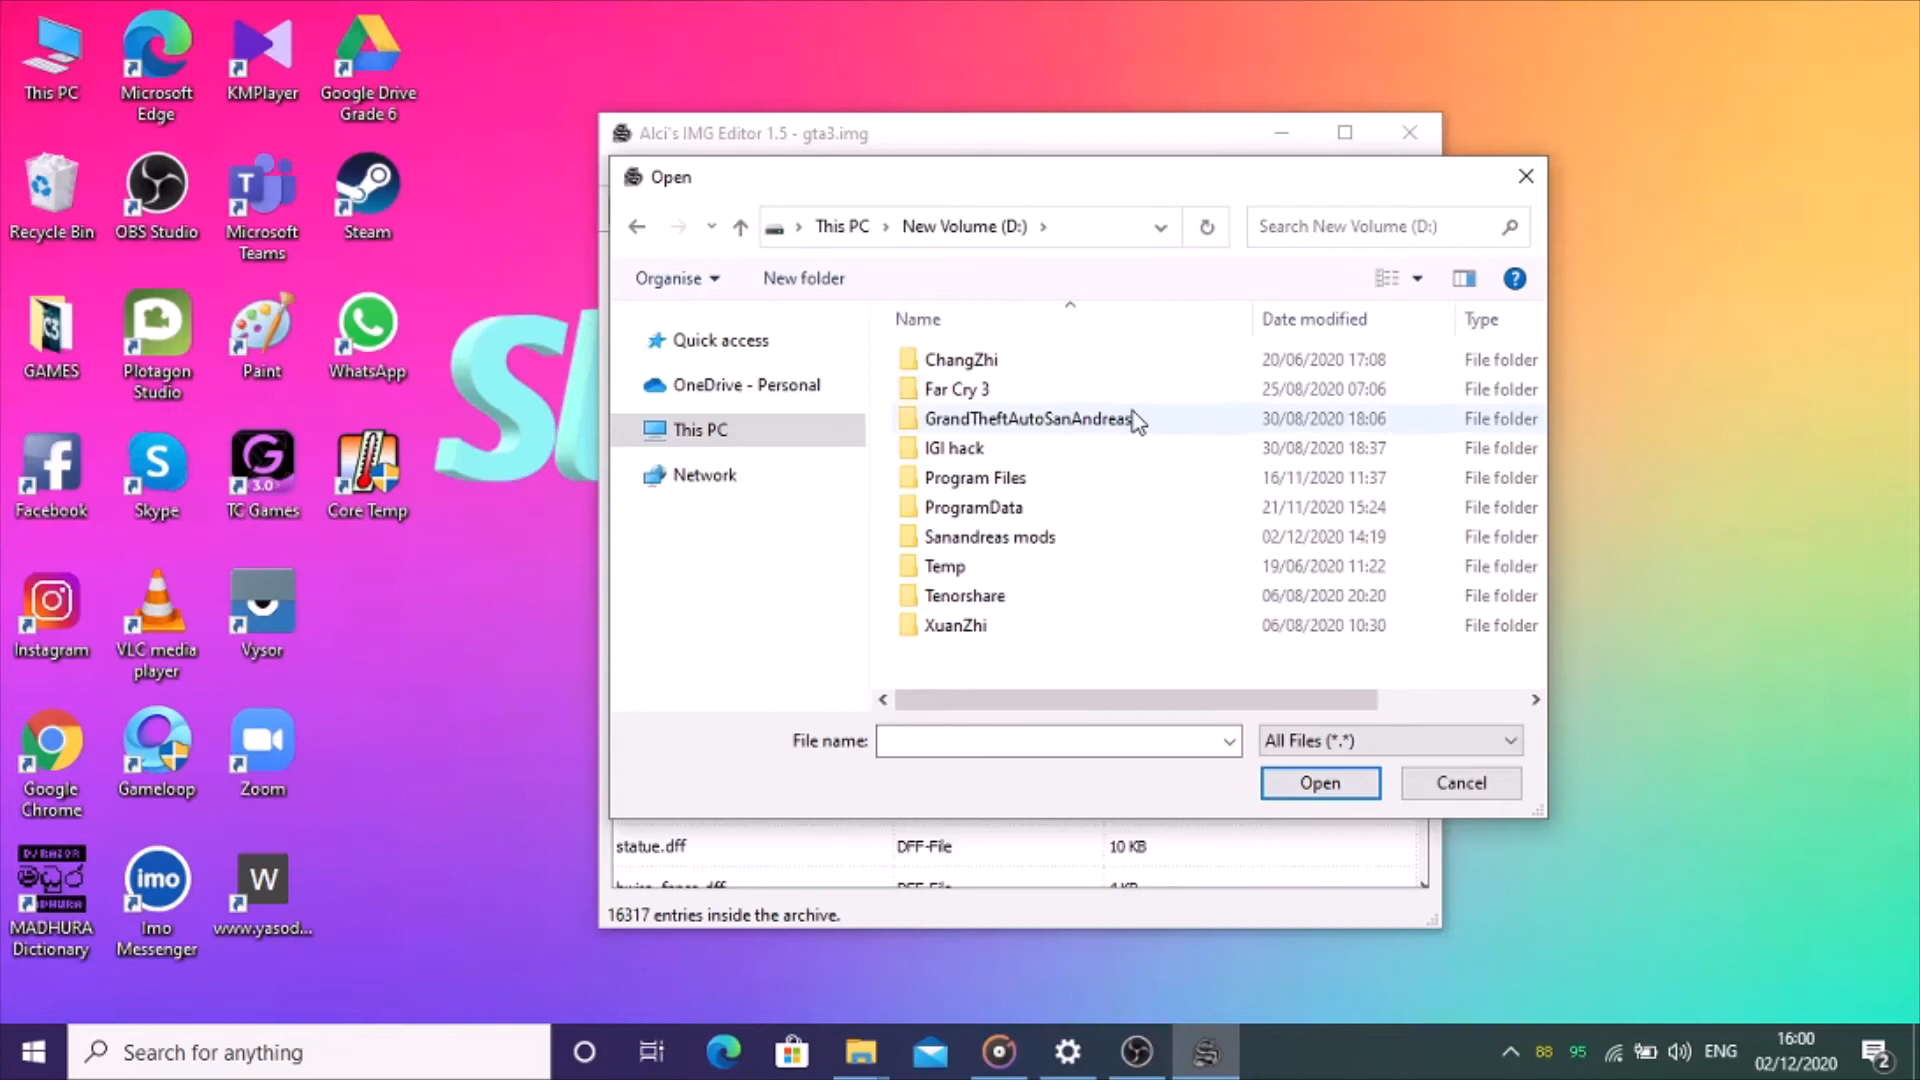 This PC
Microsoft Edge
KMPlayer
Google Drive Grade 6
Recycle Bin
OBS Studio
Microsoft Teams
Steam
GAMES
Plotagon Studio
Paint
WhatsApp
Facebook
Skype
TC Games
3.0
Core Temp
Instagram
VLC media player
Vysor
Google Chrome
Gameloop
Zoom
MADHURA Dictionary
imo
Imo Messenger
W
www.yasod...
Alci's IMG Editor 1.5 - gta3.img
Open
This PC > New Volume (D:) >
Search New Volume (D:)
Organise
New folder
Quick access
OneDrive - Personal
This PC
Network
Name Date modified Type
ChangZhi 20/06/2020 17:08 File folder
Far Cry 3 25/08/2020 07:06 File folder
GrandTheftAutoSanAndreas 30/08/2020 18:06 File folder
IGI hack 30/08/2020 18:37 File folder
Program Files 16/11/2020 11:37 File folder
ProgramData 21/11/2020 15:24 File folder
Sanandreas mods 02/12/2020 14:19 File folder
Temp 19/06/2020 11:22 File folder
Tenorshare 06/08/2020 20:20 File folder
XuanZhi 06/08/2020 10:30 File folder
File name:
All Files (*.*)
Open
Cancel
statue.dff DFF-File 10 KB
16317 entries inside the archive.
Search for anything
88 95 ENG
16:00
02/12/2020
2